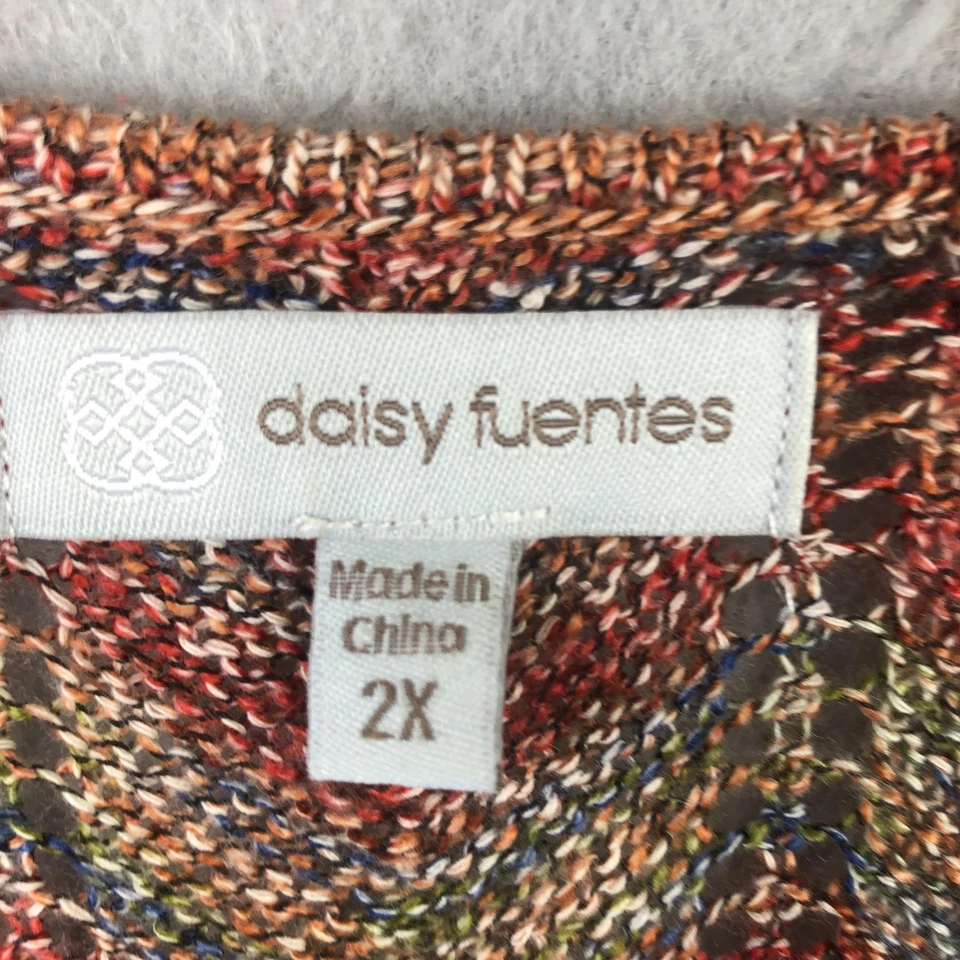 daisy fuentes
Made in
China
2X